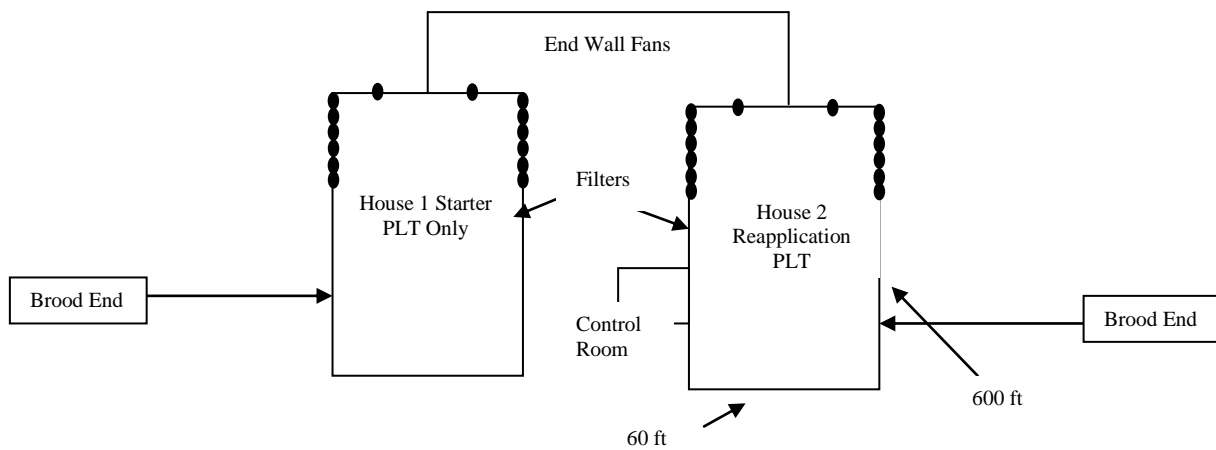 End Wall Fans
Filters
House 1 Starter
PLT Only
House 2
Reapplication
PLT
Brood End
Control
Room
Brood End
600 ft
60 ft